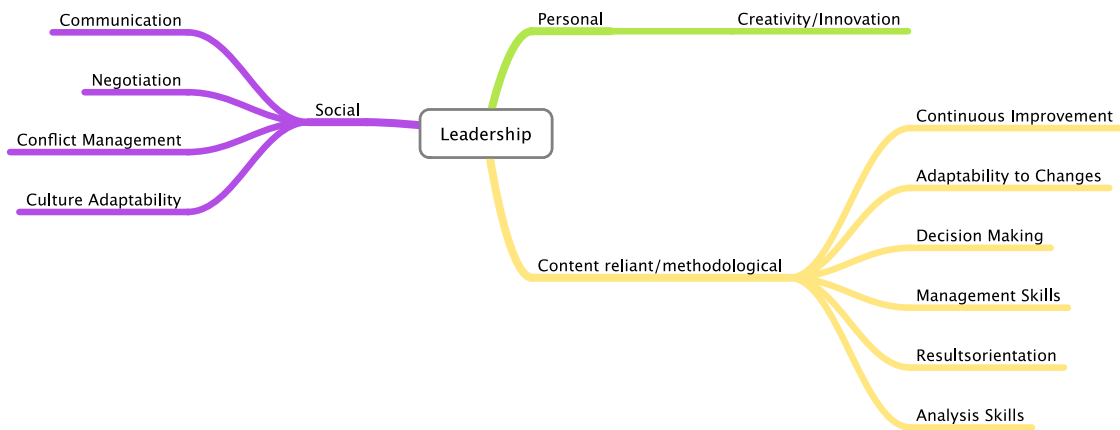 Communication
Negotiation
Conflict Management
Culture Adaptability
Social
Leadership
Personal
Creativity/Innovation
Content reliant/methodological
Continuous Improvement
Adaptability to Changes
Decision Making
Management Skills
Resultsorientation
Analysis Skills